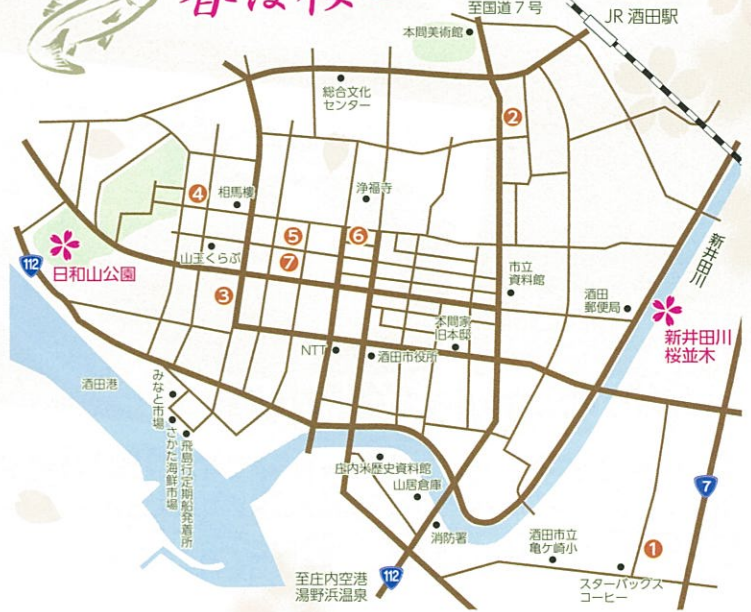 春は桜
至国道7号
JR 酒田駅
本間美術館
総合文化
センター
2
4
相馬樓
浄福寺
5
6
山王くらぶ
7
新井田川
112
日和山公園
3
市立
資料館
酒田
郵便局
新井田川
桜並木
本間家
旧本邸
NTT
酒田市役所
酒田港
みなと市場
さかた海鮮市場
飛島行定期船発着所
庄内米歴史資料館
山居倉庫
7
消防署
酒田市立
亀ケ崎小
1
スターバックス
コーヒー
至庄内空港
湯野浜温泉
112